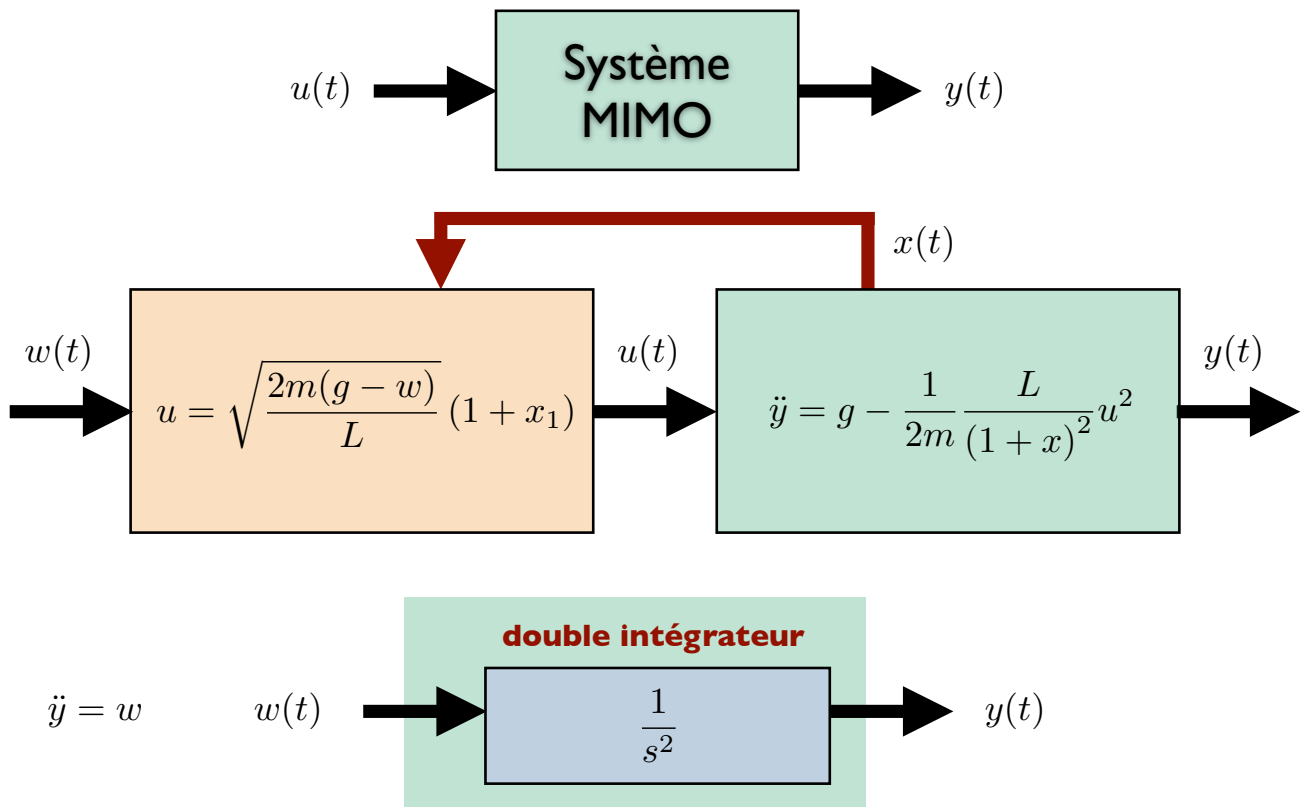 u(t) Système MIMO y(t)
x(t)
w(t) u = \sqrt{\frac{2m(g - w)}{L}} (1 + x_1) u(t) \ddot{y} = g - \frac{1}{2m} \frac{L}{(1 + x)^2} u^2 y(t)
double intégrateur
\ddot{y} = w w(t) \frac{1}{s^2} y(t)